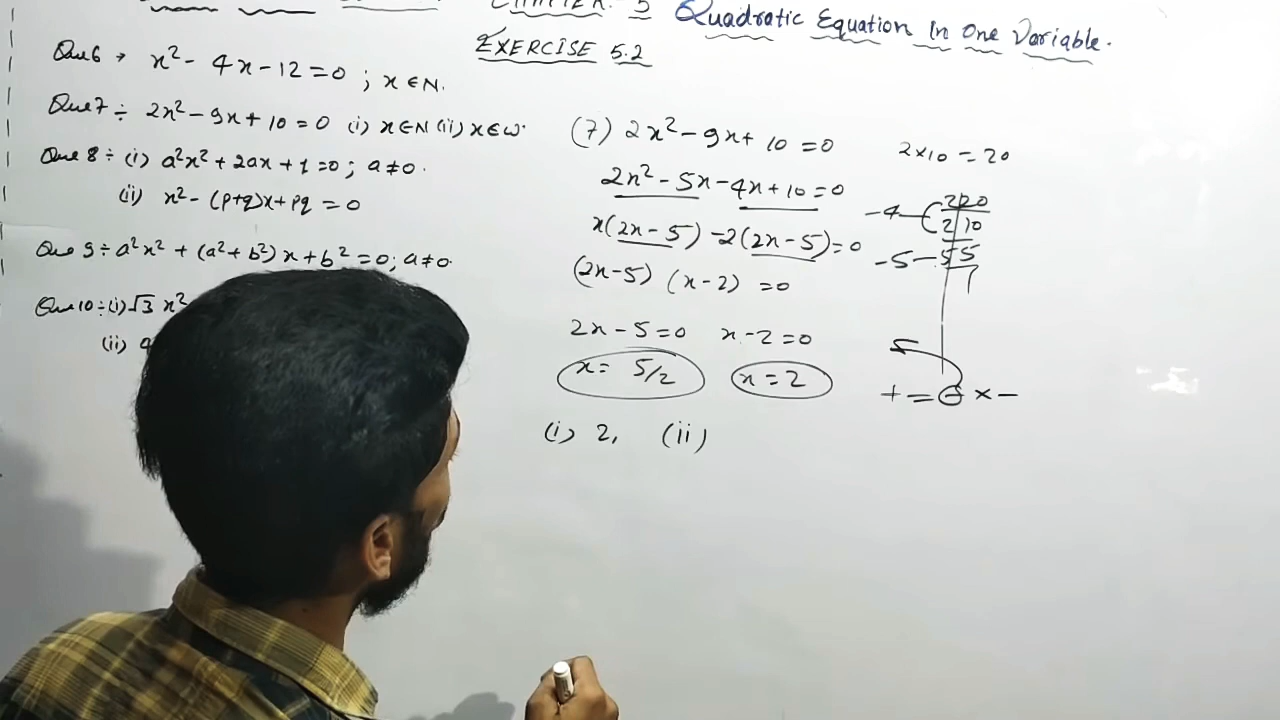 CHAPTER: 5 Quadratic Equation In One Variable.
EXERCISE 5.2
Que 6 → x² - 4x - 12 = 0 ; x ∈ N.
Que 7 ÷ 2x² - 9x + 10 = 0 (i) x ∈ N (ii) x ∈ W.
Que 8 ÷ (i) a²x² + 2ax + 1 = 0 ; a ≠ 0.
(ii) x² - (p+q)x + pq = 0
Que 9 ÷ a²x² + (a² + b²) x + b² = 0 ; a ≠ 0.
Que 10 ÷ (i) √3 x²
(ii)
(7) 2x² - 9x + 10 = 0
2x² - 5x - 4x + 10 = 0
x(2x - 5) - 2(2x - 5) = 0
(2x - 5) (x - 2) = 0
2x - 5 = 0 x - 2 = 0
x = 5/2 x = 2
(i) 2, (ii)
2 x 10 = 20
2 20
-4 2 10
-5 5 5
1
+ = - x -